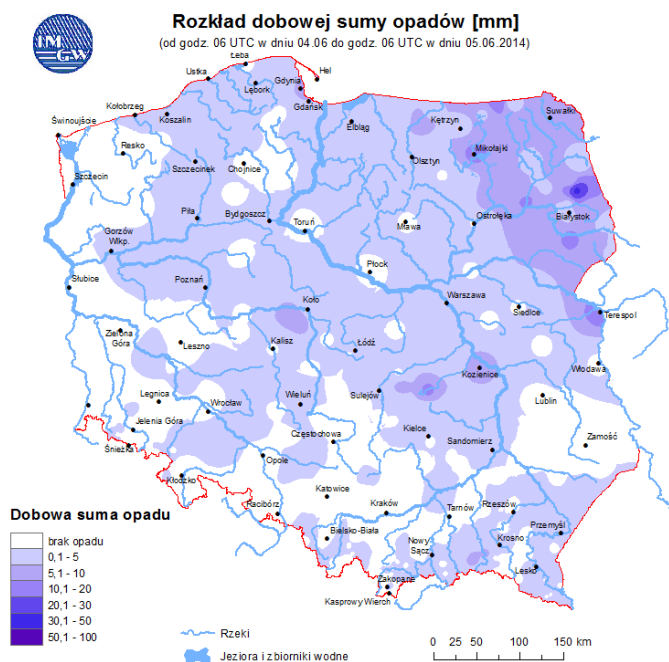 IM
GW
Rozkład dobowej sumy opadów [mm]
(od godz. 06 UTC w dniu 04.06 do godz. 06 UTC w dniu 05.06.2014)
Łeba
Ustka
Hel
Lębork
Gdynia
Gdańsk
Kołobrzeg
Koszalin
Świnoujście
Elbląg
Kętrzyn
Suwałki
Resko
Szczecinek
Chojnice
Olsztyn
Mikołajki
Szczecin
Piła
Bydgoszcz
Toruń
Mława
Ostrołęka
Białystok
Gorzów
Wlkp.
Płock
Słubice
Poznań
Koło
Warszawa
Siedlce
Terespol
Zielona
Góra
Leszno
Kalisz
Łódź
Kozienice
Włodawa
Legnica
Wrocław
Wieluń
Sulejów
Lublin
Jelenia Góra
Częstochowa
Kielce
Sandomierz
Zamość
Śnieżka
Opole
Kłodzko
Katowice
Racibórz
Kraków
Tarnów
Rzeszów
Przemyśl
Bielsko-Biała
Nowy
Sącz
Krosno
Lesko
Zakopane
Kasprowy Wierch
Dobowa suma opadu
brak opadu
0,1 - 5
5,1 - 10
10,1 - 20
20,1 - 30
30,1 - 50
50,1 - 100
Rzeki
Jeziora i zbiorniki wodne
0 25 50 100 150 km